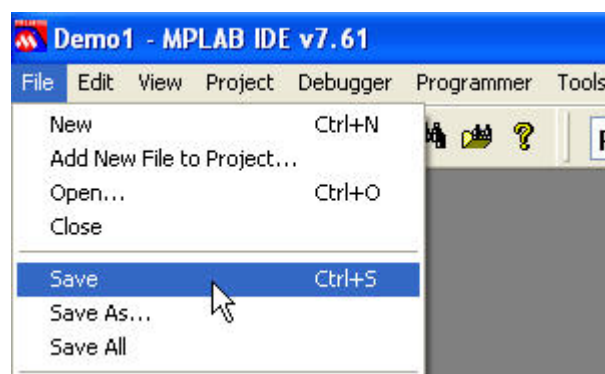 Demo1 - MPLAB IDE v7.61
File Edit View Project Debugger Programmer Tools
New Ctrl+N
Add New File to Project...
Open... Ctrl+O
Close
Save Ctrl+S
Save As...
Save All